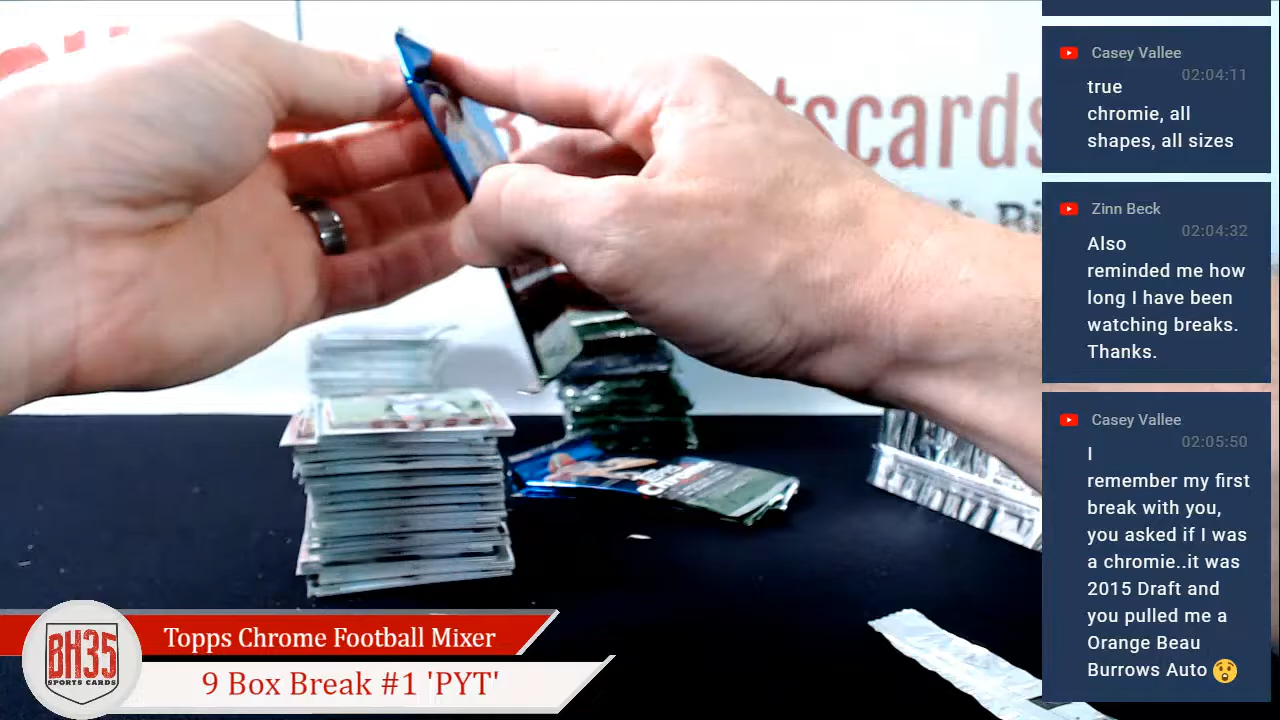 tscards
Casey Vallee
02:04:11
true
chromie, all
shapes, all sizes
Zinn Beck
02:04:32
Also
reminded me how
long I have been
watching breaks.
Thanks.
Casey Vallee
02:05:50
I
remember my first
break with you,
you asked if I was
a chromie..it was
2015 Draft and
you pulled me a
Orange Beau
Burrows Auto 😲
Chrome
BH35
SPORTS CARDS
Topps Chrome Football Mixer
9 Box Break #1 'PYT'